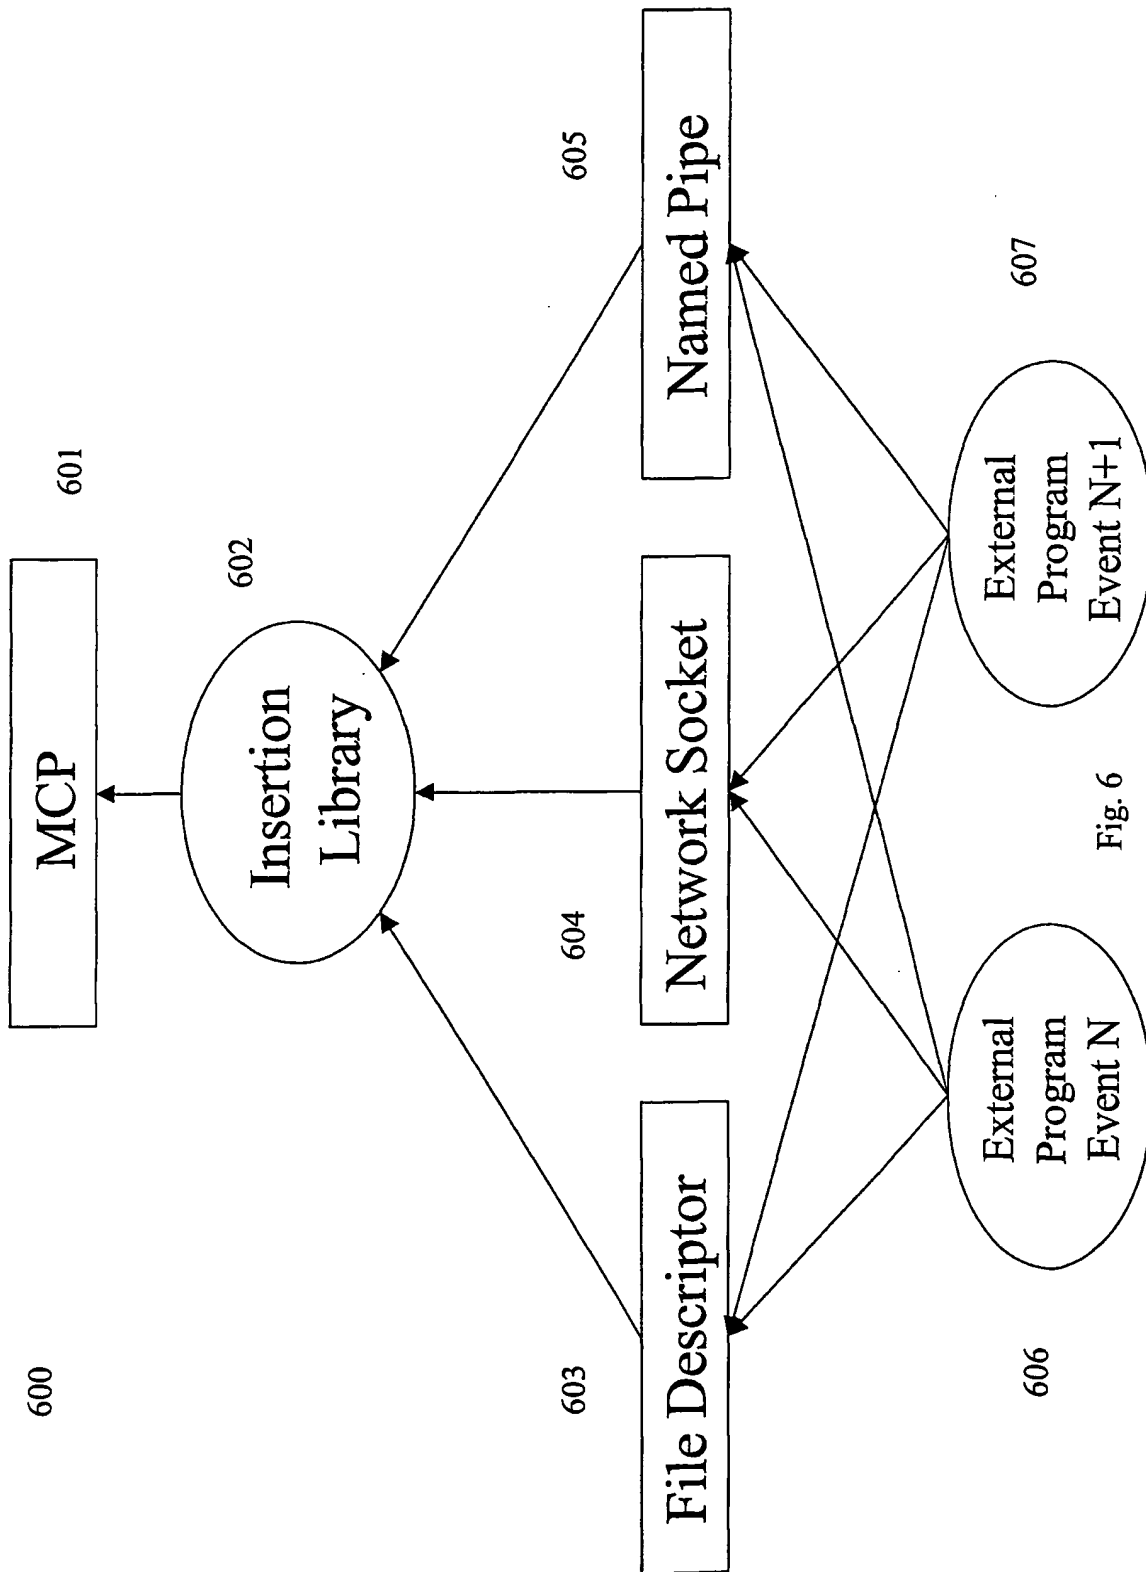 600
MCP
601
Insertion
Library
602
603
604
605
File Descriptor
Network Socket
Named Pipe
606
External
Program
Event N
External
Program
Event N+1
607
Fig. 6